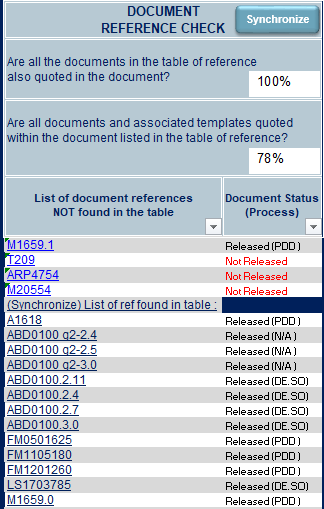 DOCUMENT
REFERENCE CHECK
Synchronize
Are all the documents in the table of reference
also quoted in the document?
100%
Are all documents and associated templates quoted
within the document listed in the table of reference?
78%
List of document references
NOT found in the table
Document Status
(Process)
M1659.1 Released (PDD)
T209 Not Released
ARP4754 Not Released
M20554 Not Released
(Synchronize) List of ref found in table :
A1618 Released (PDD)
ABD0100 g2-2.4 Released (N/A)
ABD0100 g2-2.5 Released (N/A)
ABD0100 g2-3.0 Released (N/A)
ABD0100.2.11 Released (DE.SO)
ABD0100.2.4 Released (DE.SO)
ABD0100.2.7 Released (DE.SO)
ABD0100.3.0 Released (DE.SO)
FM0501625 Released (PDD)
FM1105180 Released (PDD)
FM1201260 Released (PDD)
LS1703785 Released (DE.SO)
M1659.0 Released (PDD)